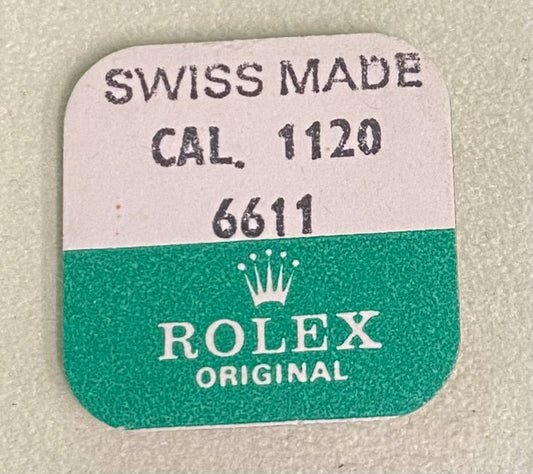 SWISS MADE
CAL. 1120
6611
ROLEX
ORIGINAL